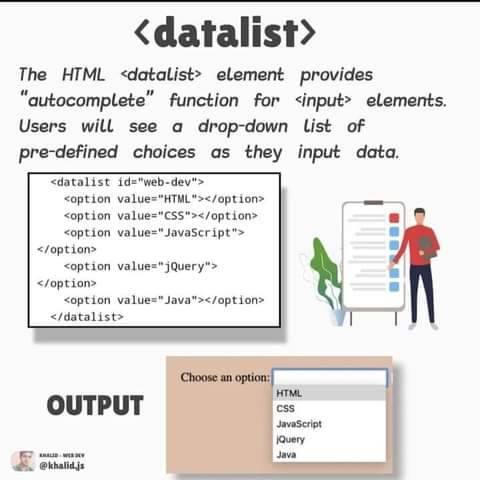 <datalist>
The HTML <datalist> element provides
"autocomplete" function for <input> elements.
Users will see a drop-down list of
pre-defined choices as they input data.
<datalist id="web-dev">
<option value="HTML"></option>
<option value="CSS"></option>
<option value="JavaScript">
</option>
<option value="jQuery">
</option>
<option value="Java"></option>
</datalist>
OUTPUT
Choose an option:
HTML
CSS
JavaScript
jQuery
Java
KHALED - WEB DEV
@khalid.js